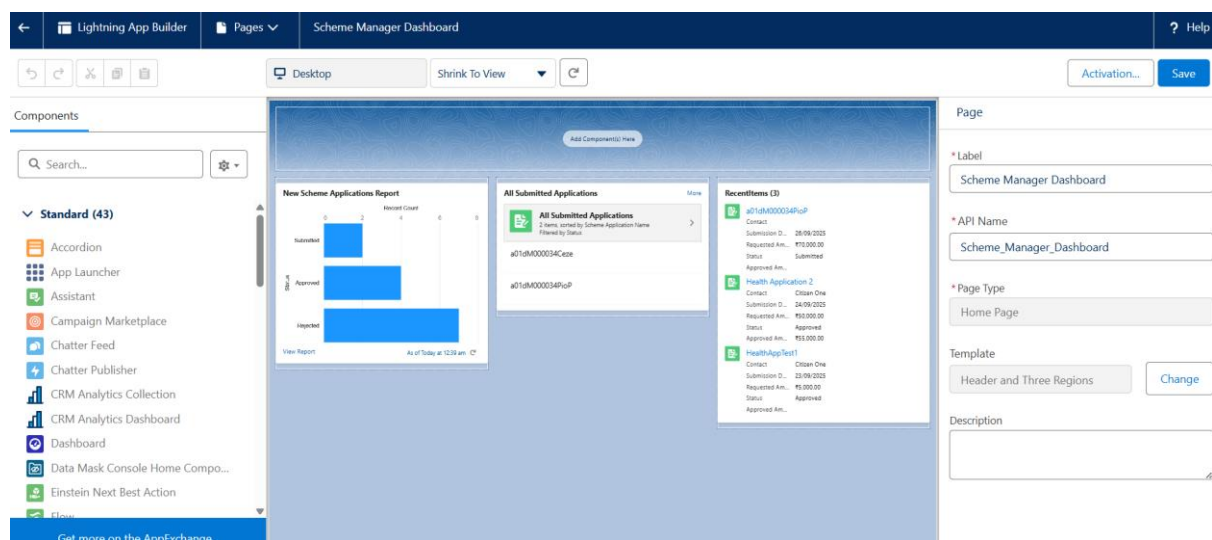 Lightning App Builder
Pages
Scheme Manager Dashboard
? Help
Desktop
Shrink To View
Activation...
Save
Components
Search...
Standard (43)
Accordion
App Launcher
Assistant
Campaign Marketplace
Chatter Feed
Chatter Publisher
CRM Analytics Collection
CRM Analytics Dashboard
Dashboard
Data Mask Console Home Compo...
Einstein Next Best Action
Flow
Get more on the AppExchange
Add Component(s) Here
New Scheme Applications Report
Record Count
0 2 4 6 8
Status
Submitted
Approved
Rejected
View Report
As of Today at 12:39 am
All Submitted Applications
More
All Submitted Applications
2 items, sorted by Scheme Application Name
Filtered by Status
a01dM000034Ceze
a01dM000034PioP
RecentItems (3)
a01dM000034PioP
Contact
Submission D... 28/09/2025
Requested Am... ₹70,000.00
Status Submitted
Approved Am...
Health Application 2
Contact Citizen One
Submission D... 24/09/2025
Requested Am... ₹50,000.00
Status Approved
Approved Am... ₹55,000.00
HealthAppTest1
Contact Citizen One
Submission D... 23/09/2025
Requested Am... ₹5,000.00
Status Approved
Approved Am...
Page
*Label
Scheme Manager Dashboard
*API Name
Scheme_Manager_Dashboard
*Page Type
Home Page
Template
Header and Three Regions
Change
Description